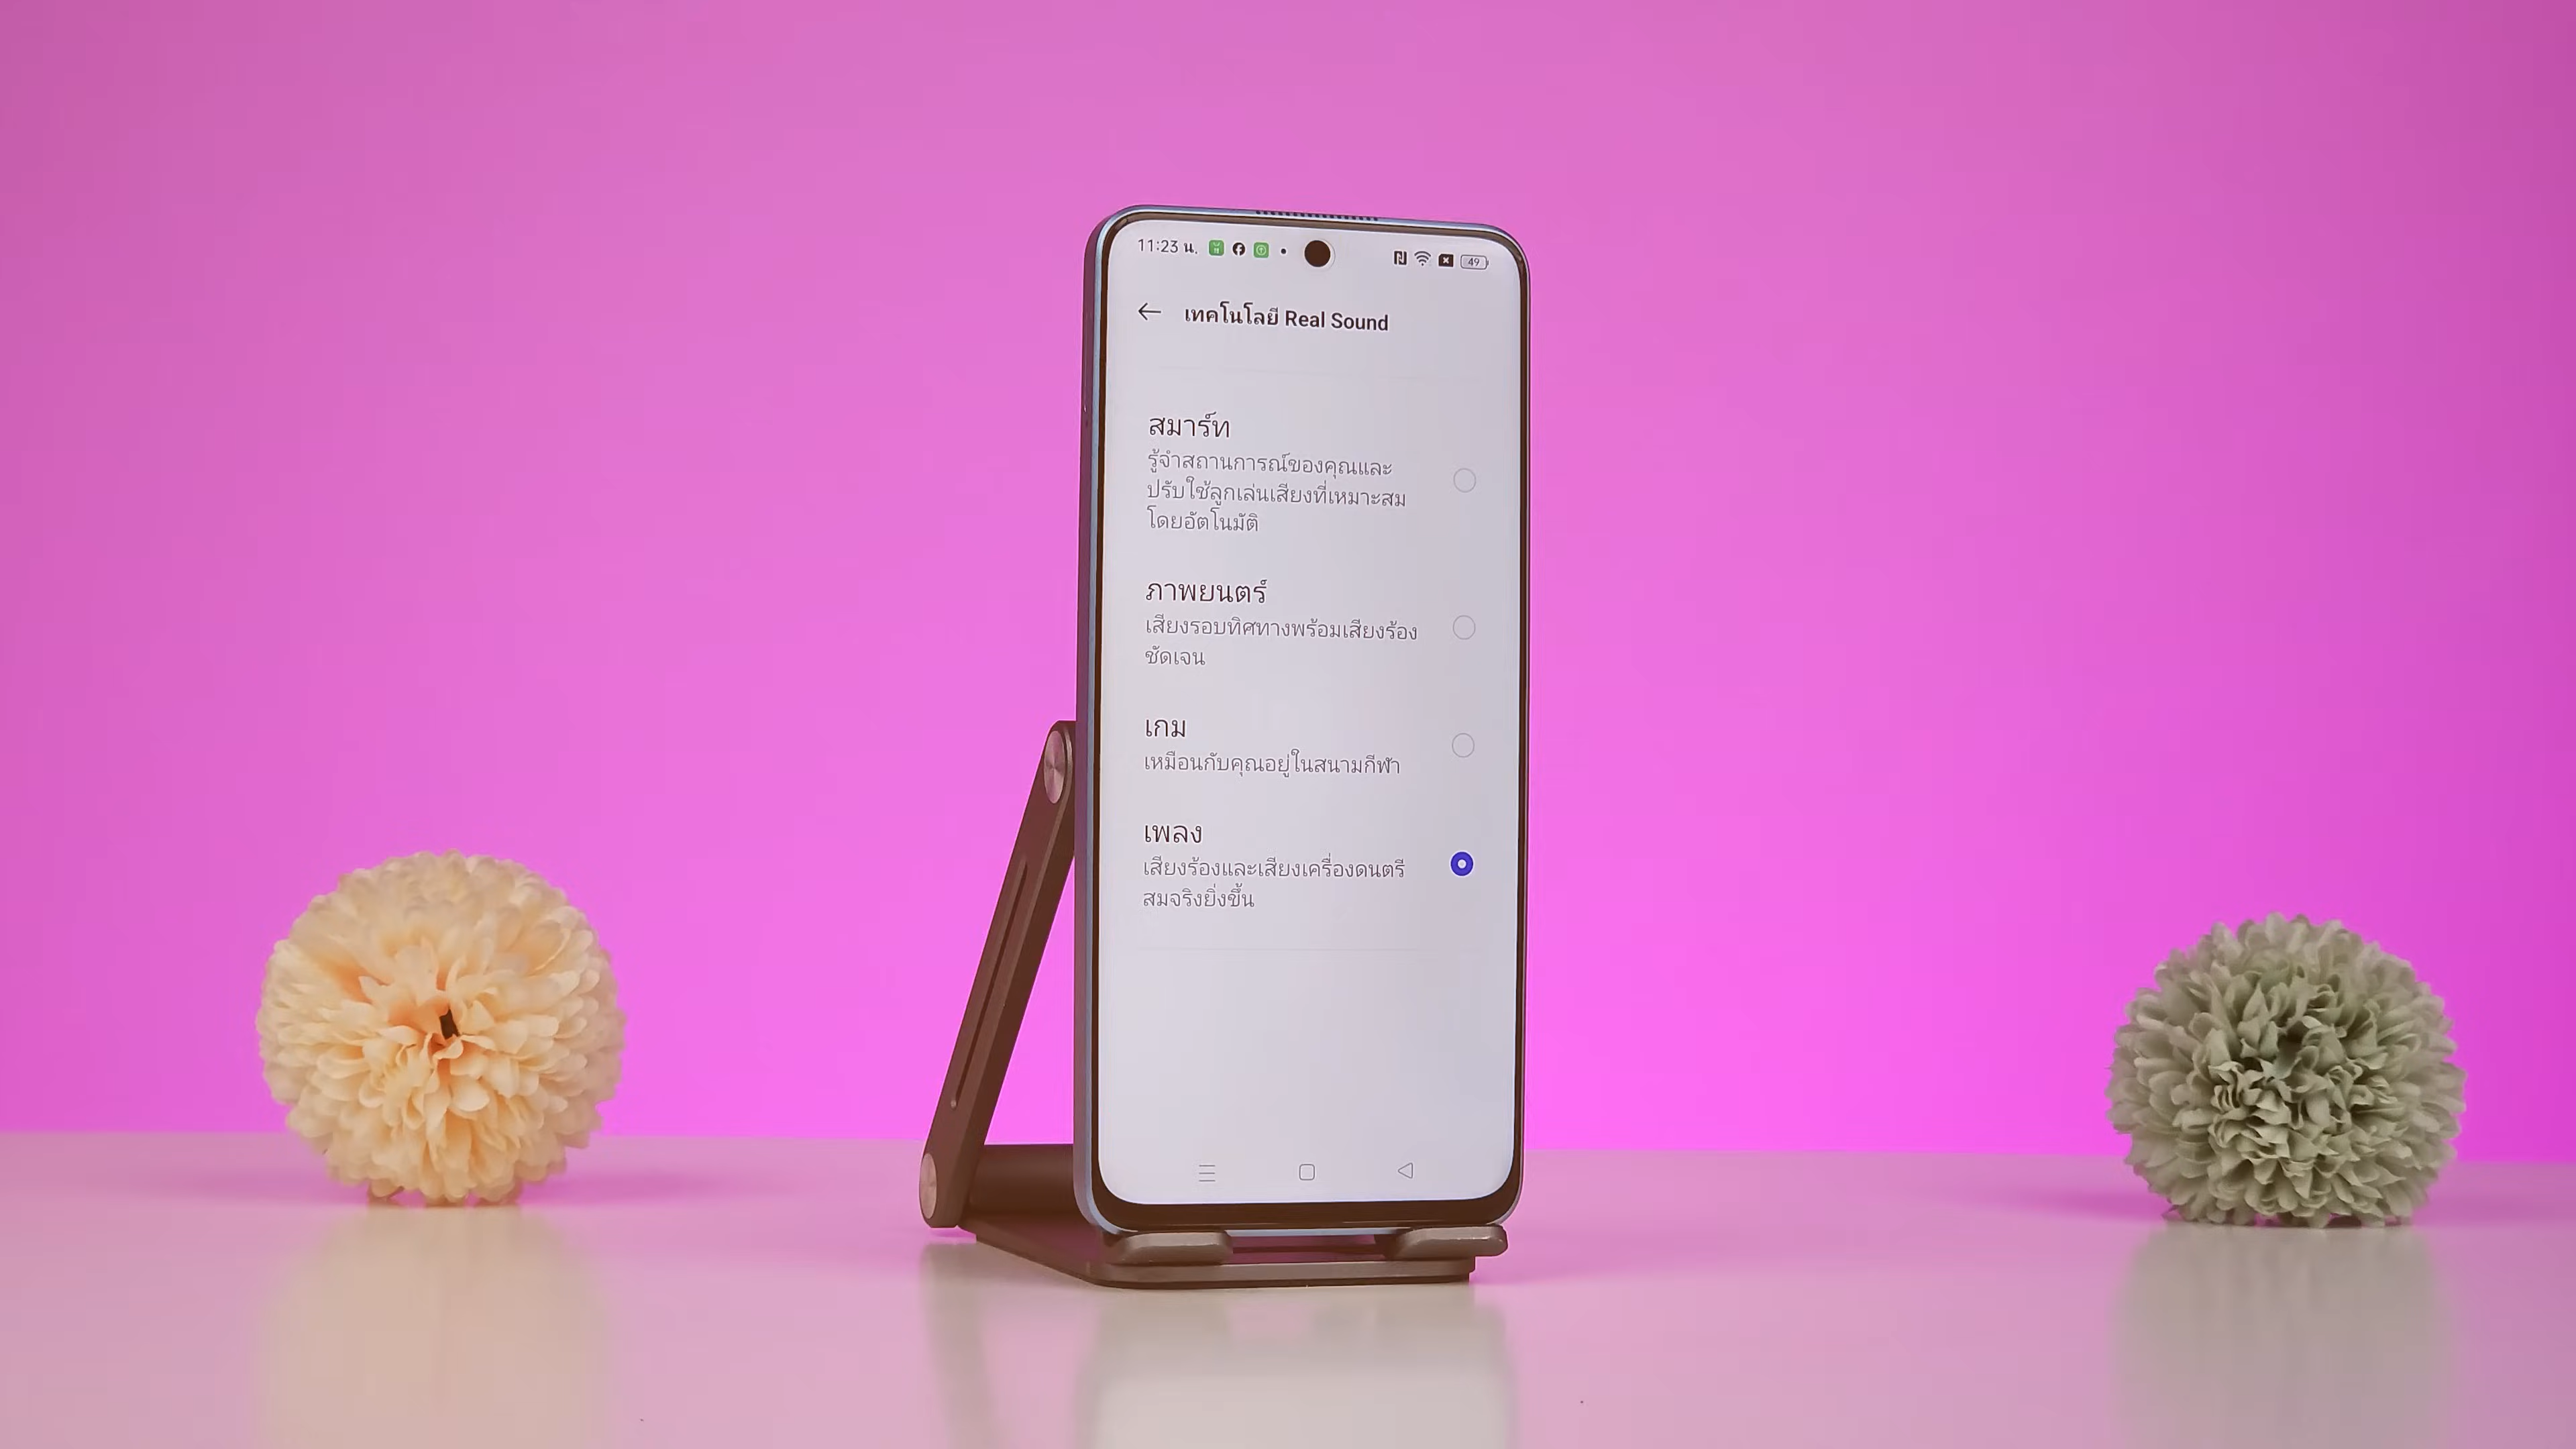 11:23 น.
49
เทคโนโลยี Real Sound
สมาร์ท
รู้จำสถานการณ์ของคุณและ
ปรับใช้ลูกเล่นเสียงที่เหมาะสม
โดยอัตโนมัติ
ภาพยนตร์
เสียงรอบทิศทางพร้อมเสียงร้อง
ชัดเจน
เกม
เหมือนกับคุณอยู่ในสนามกีฬา
เพลง
เสียงร้องและเสียงเครื่องดนตรี
สมจริงยิ่งขึ้น